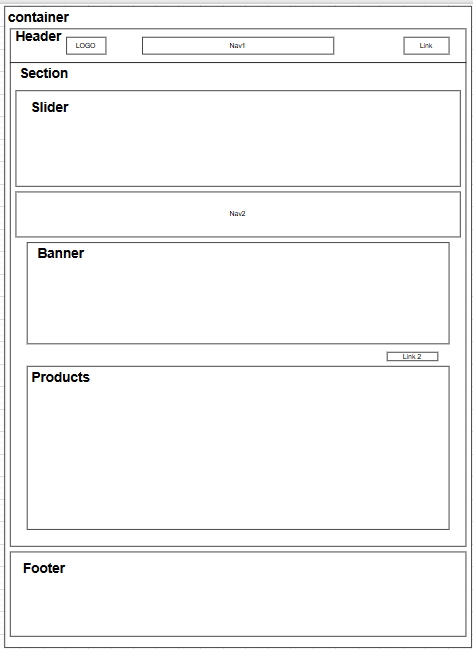 container
Header
LOGO
Nav1
Link
Section
Slider
Nav2
Banner
Link 2
Products
Footer